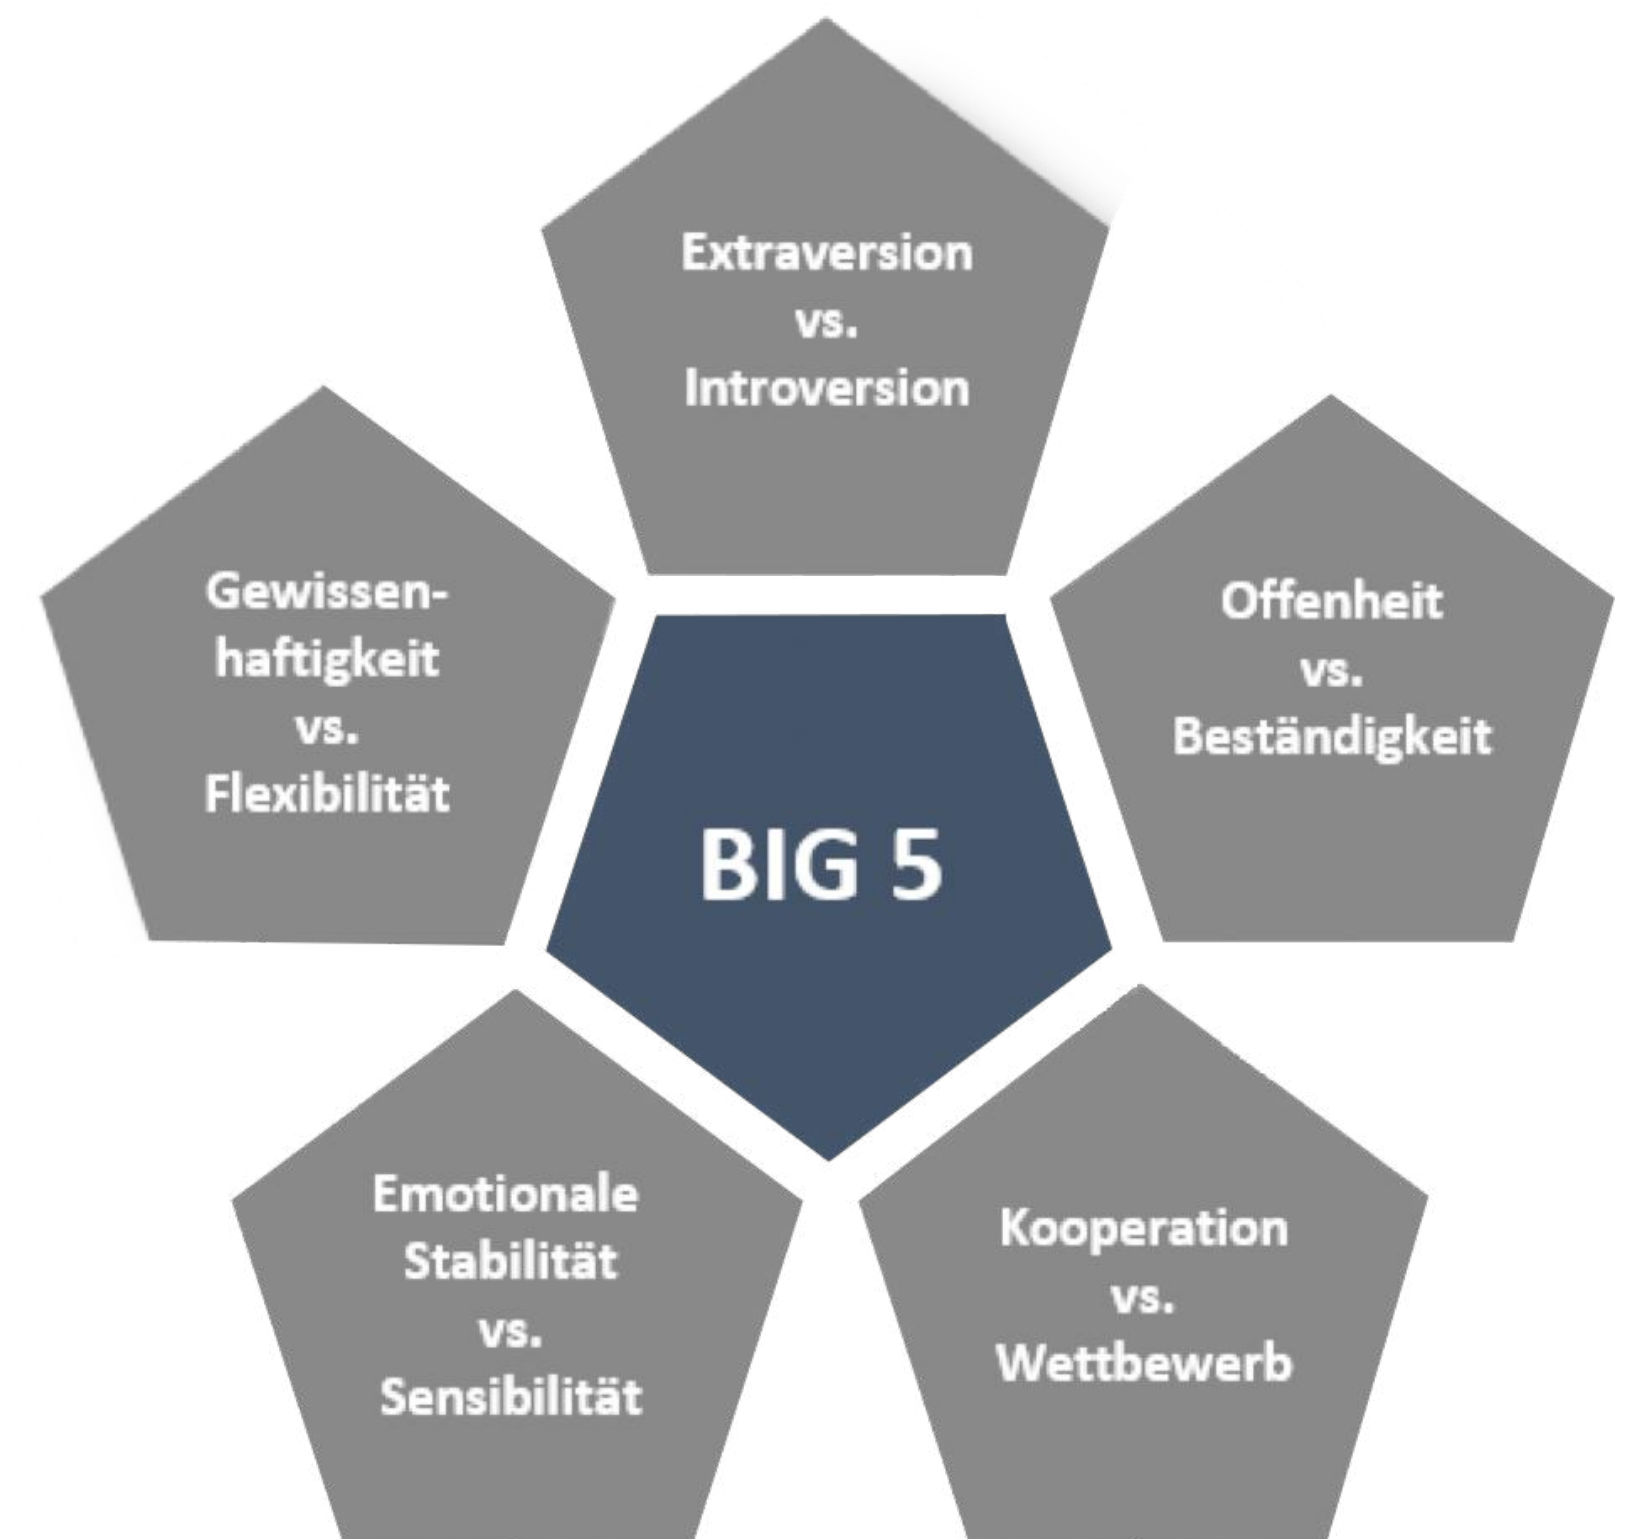 Extraversion
vs.
Introversion
Gewissen-
haftigkeit
vs.
Flexibilität
Offenheit
vs.
Beständigkeit
BIG 5
Emotionale
Stabilität
vs.
Sensibilität
Kooperation
vs.
Wettbewerb